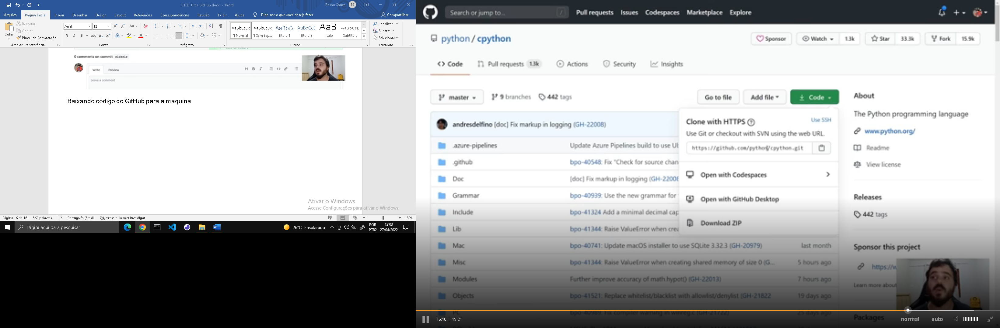 S.F.D. Git e GitHub.docx - Word
Bruno Souza BS
Arquivo Página Inicial Inserir Desenhar Design Layout Referências Correspondências Revisão Exibir Ajuda Diga-me o que você deseja fazer Compartilhar
Colar
Recortar
Copiar
Pincel de Formatação
Área de Transferência
Arial 12
Fonte
Parágrafo
AaBbCcDc AaBbCcDc AaBbC AaBbCcE AaB AaBbCcD
¶ Normal ¶ Sem Esp... Título 1 Título 2 Título Subtítulo
Estilos
Localizar
Substituir
Selecionar
Editando
0 comments on commit e1deele
Write Preview
Leave a comment
Baixando código do GitHub para a maquina
Ativar o Windows
Acesse Configurações para ativar o Windows.
Página 16 de 16 864 palavras Português (Brasil) Acessibilidade: investigar 130%
Digite aqui para pesquisar
26°C Ensolarado
POR
PTB2
12:03
27/04/2022
Search or jump to... / Pull requests Issues Codespaces Marketplace Explore
python / cpython
Sponsor Watch 1.3k Star 33.3k Fork 15.9k
Code Pull requests 1.3k Actions Security Insights
master 9 branches 442 tags Go to file Add file Code
Clone with HTTPS Use SSH
Use Git or checkout with SVN using the web URL.
https://github.com/python/cpython.git
Open with Codespaces
Open with GitHub Desktop
Download ZIP
andresdelfino [doc] Fix markup in logging (GH-22008)
.azure-pipelines Update Azure Pipelines build to use Ub
.github bpo-40548: Fix "Check for source chan
Doc [doc] Fix markup in logging (GH-22008
Grammar bpo-40939: Use the new grammar for
Include bpo-41324 Add a minimal decimal cap
Lib bpo-41344: Raise ValueError when crea
Mac bpo-40741: Update macOS installer to use SQLite 3.32.3 (GH-20979) last month
Misc bpo-41344: Raise ValueError when creating shared memory of size 0 (G... 5 hours ago
Modules Further improve accuracy of math.hypot() (GH-22013) 7 hours ago
Objects bpo-41521: Replace whitelist/blacklist with allowlist/denylist (GH-21822 19 days ago
PC bpo-40989: Fix compiler warning in winreg.c (GH-21722) 25 days ago
About
The Python programming language
www.python.org/
Readme
View license
Releases
442 tags
Sponsor this project
https://w
Learn more about
Packages
16:18 | 19:21
normal auto